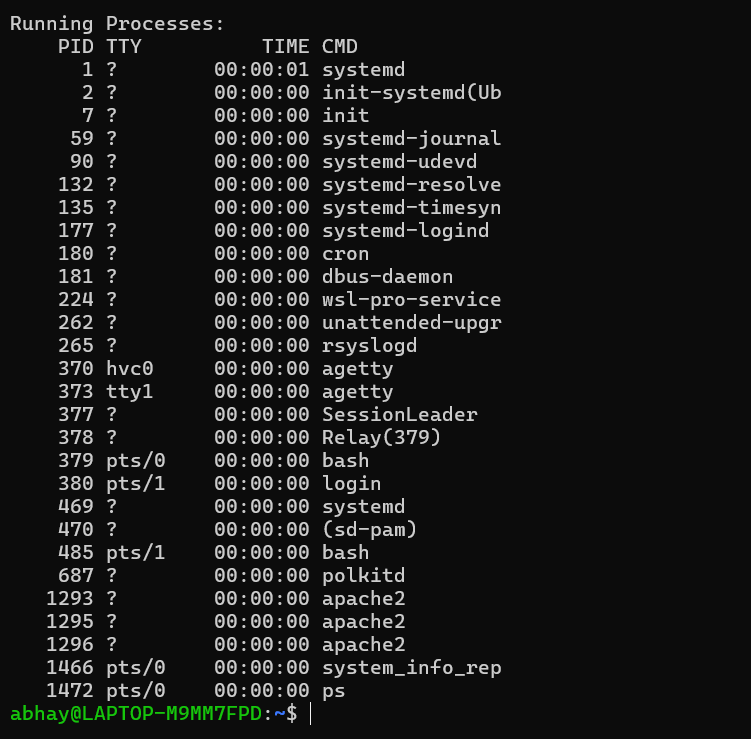 Running Processes:
    PID TTY          TIME CMD
      1 ?        00:00:01 systemd
      2 ?        00:00:00 init-systemd(Ub
      7 ?        00:00:00 init
     59 ?        00:00:00 systemd-journal
     90 ?        00:00:00 systemd-udevd
    132 ?        00:00:00 systemd-resolve
    135 ?        00:00:00 systemd-timesyn
    177 ?        00:00:00 systemd-logind
    180 ?        00:00:00 cron
    181 ?        00:00:00 dbus-daemon
    224 ?        00:00:00 wsl-pro-service
    262 ?        00:00:00 unattended-upgr
    265 ?        00:00:00 rsyslogd
    370 hvc0     00:00:00 agetty
    373 tty1     00:00:00 agetty
    377 ?        00:00:00 SessionLeader
    378 ?        00:00:00 Relay(379)
    379 pts/0    00:00:00 bash
    380 pts/1    00:00:00 login
    469 ?        00:00:00 systemd
    470 ?        00:00:00 (sd-pam)
    485 pts/1    00:00:00 bash
    687 ?        00:00:00 polkitd
   1293 ?        00:00:00 apache2
   1295 ?        00:00:00 apache2
   1296 ?        00:00:00 apache2
   1466 pts/0    00:00:00 system_info_rep
   1472 pts/0    00:00:00 ps
abhay@LAPTOP-M9MM7FPD:~$